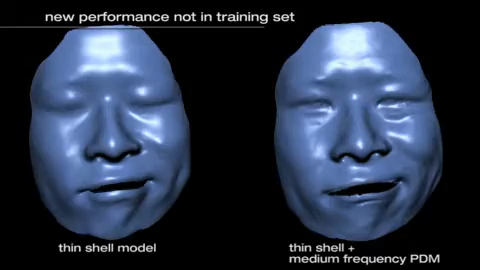 new performance not in training set
thin shell model
thin shell +
medium frequency PDM